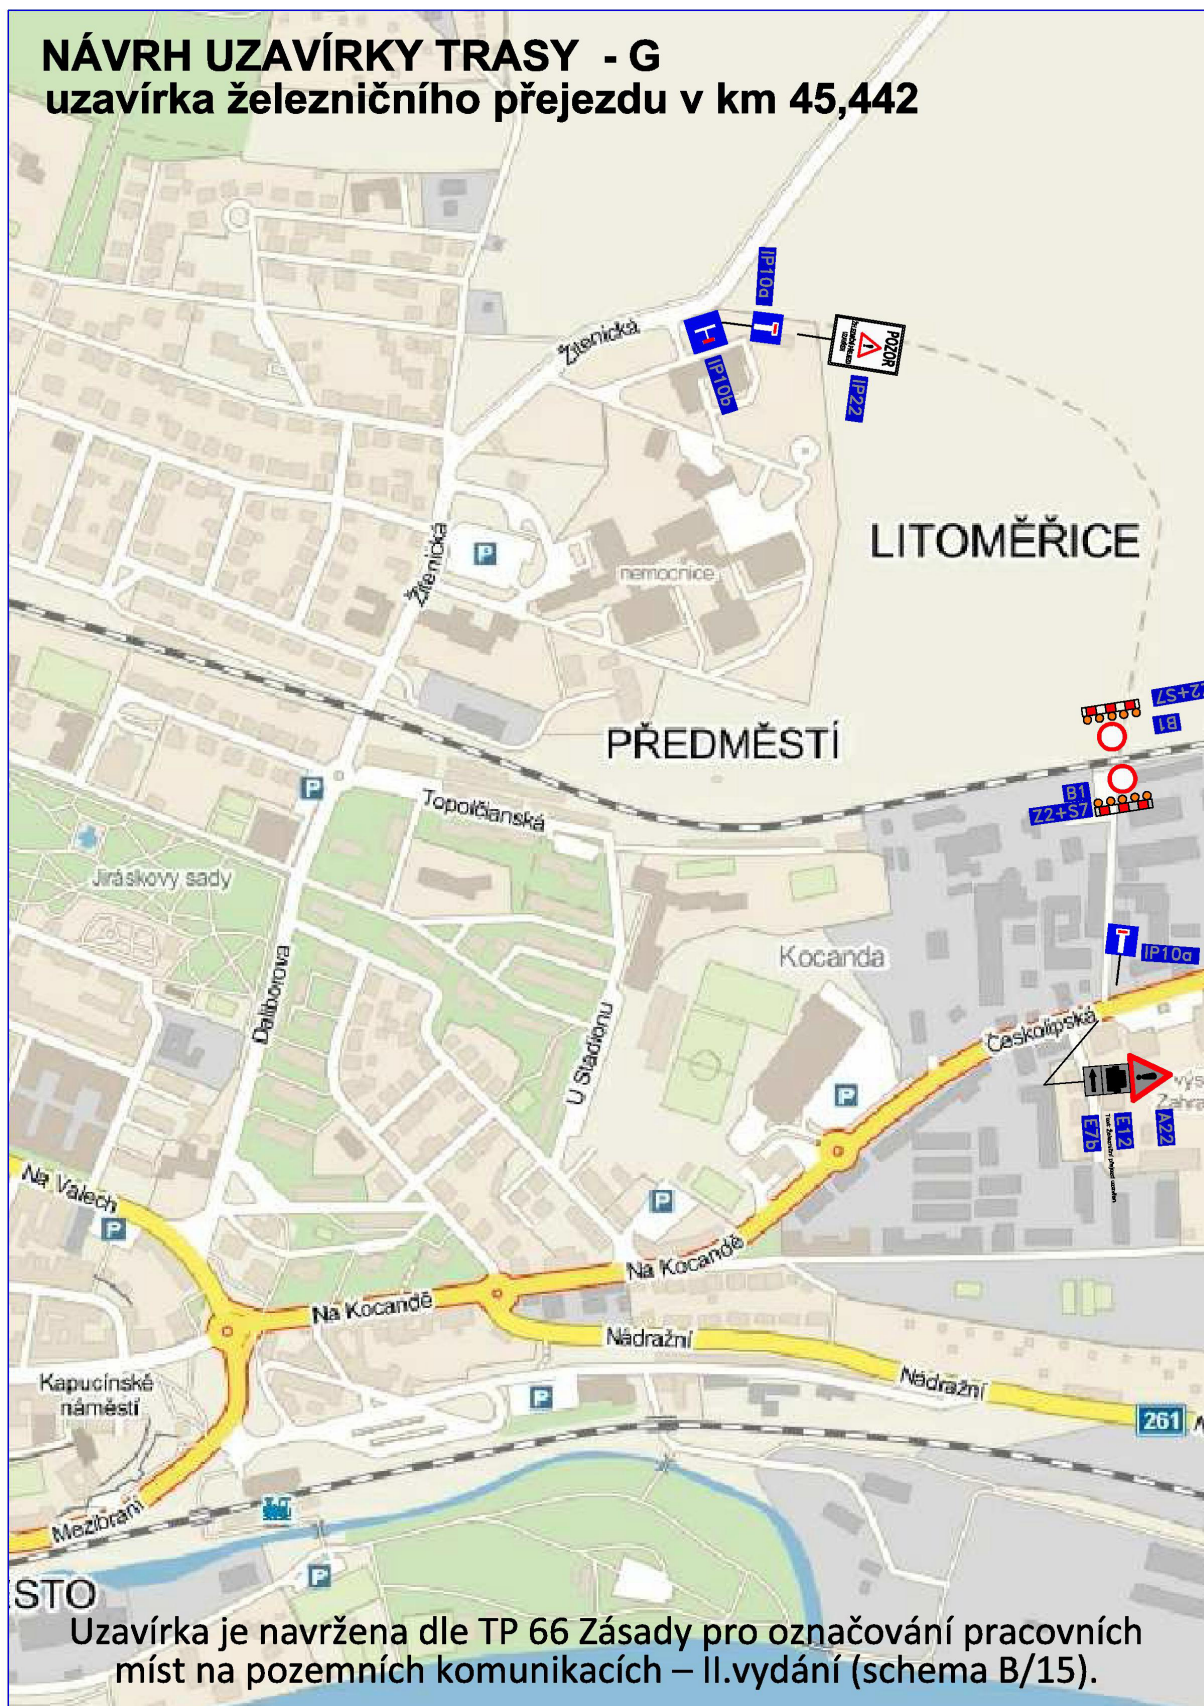 NÁVRH UZAVÍRKY TRASY - G
uzavírka železničního přejezdu v km 45,442
IP10a
Žitenická
IP10b
POZOR
IP22
LITOMĚŘICE
Žitenická
P
nemocnice
Z2+S7
B1
PŘEDMĚSTÍ
P
B1
Z2+S7
Topolčianská
Jiráskovy sady
Daliborova
Kocanda
IP10a
U Stadionu
Českolipská
P
výs
Zahra
E7b
E12
A22
Na Valech
P
P
Na Kocandě
Na Kocandě
Nádražní
Kapucínské
náměstí
P
Nádražní
261
Mezibraní
P
STO
Uzavírka je navržena dle TP 66 Zásady pro označování pracovních
míst na pozemních komunikacích – II.vydání (schema B/15).